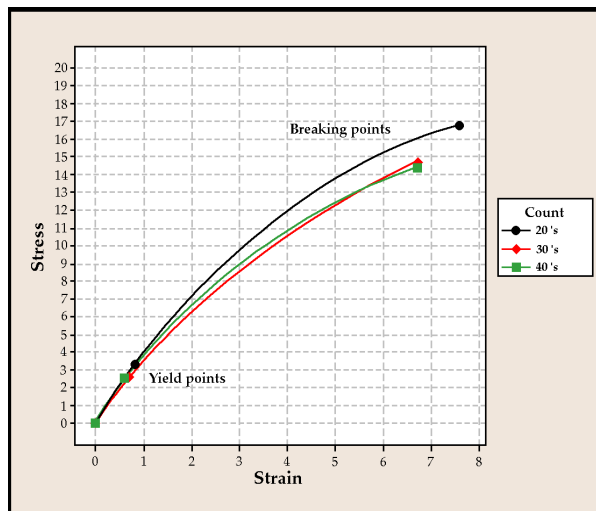 20
19
18
17
16
15
14
13
12
11
10
9
8
7
6
5
4
3
2
1
0
Stress
Breaking points
Yield points
0 1 2 3 4 5 6 7 8
Strain
Count
20 's
30 's
40 's